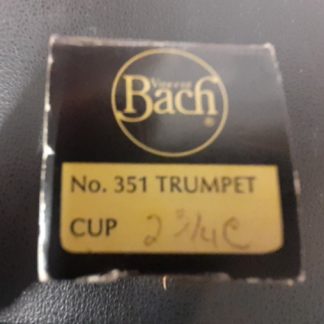 Vincent
Bach®
No. 351 TRUMPET
CUP 2 3/4C